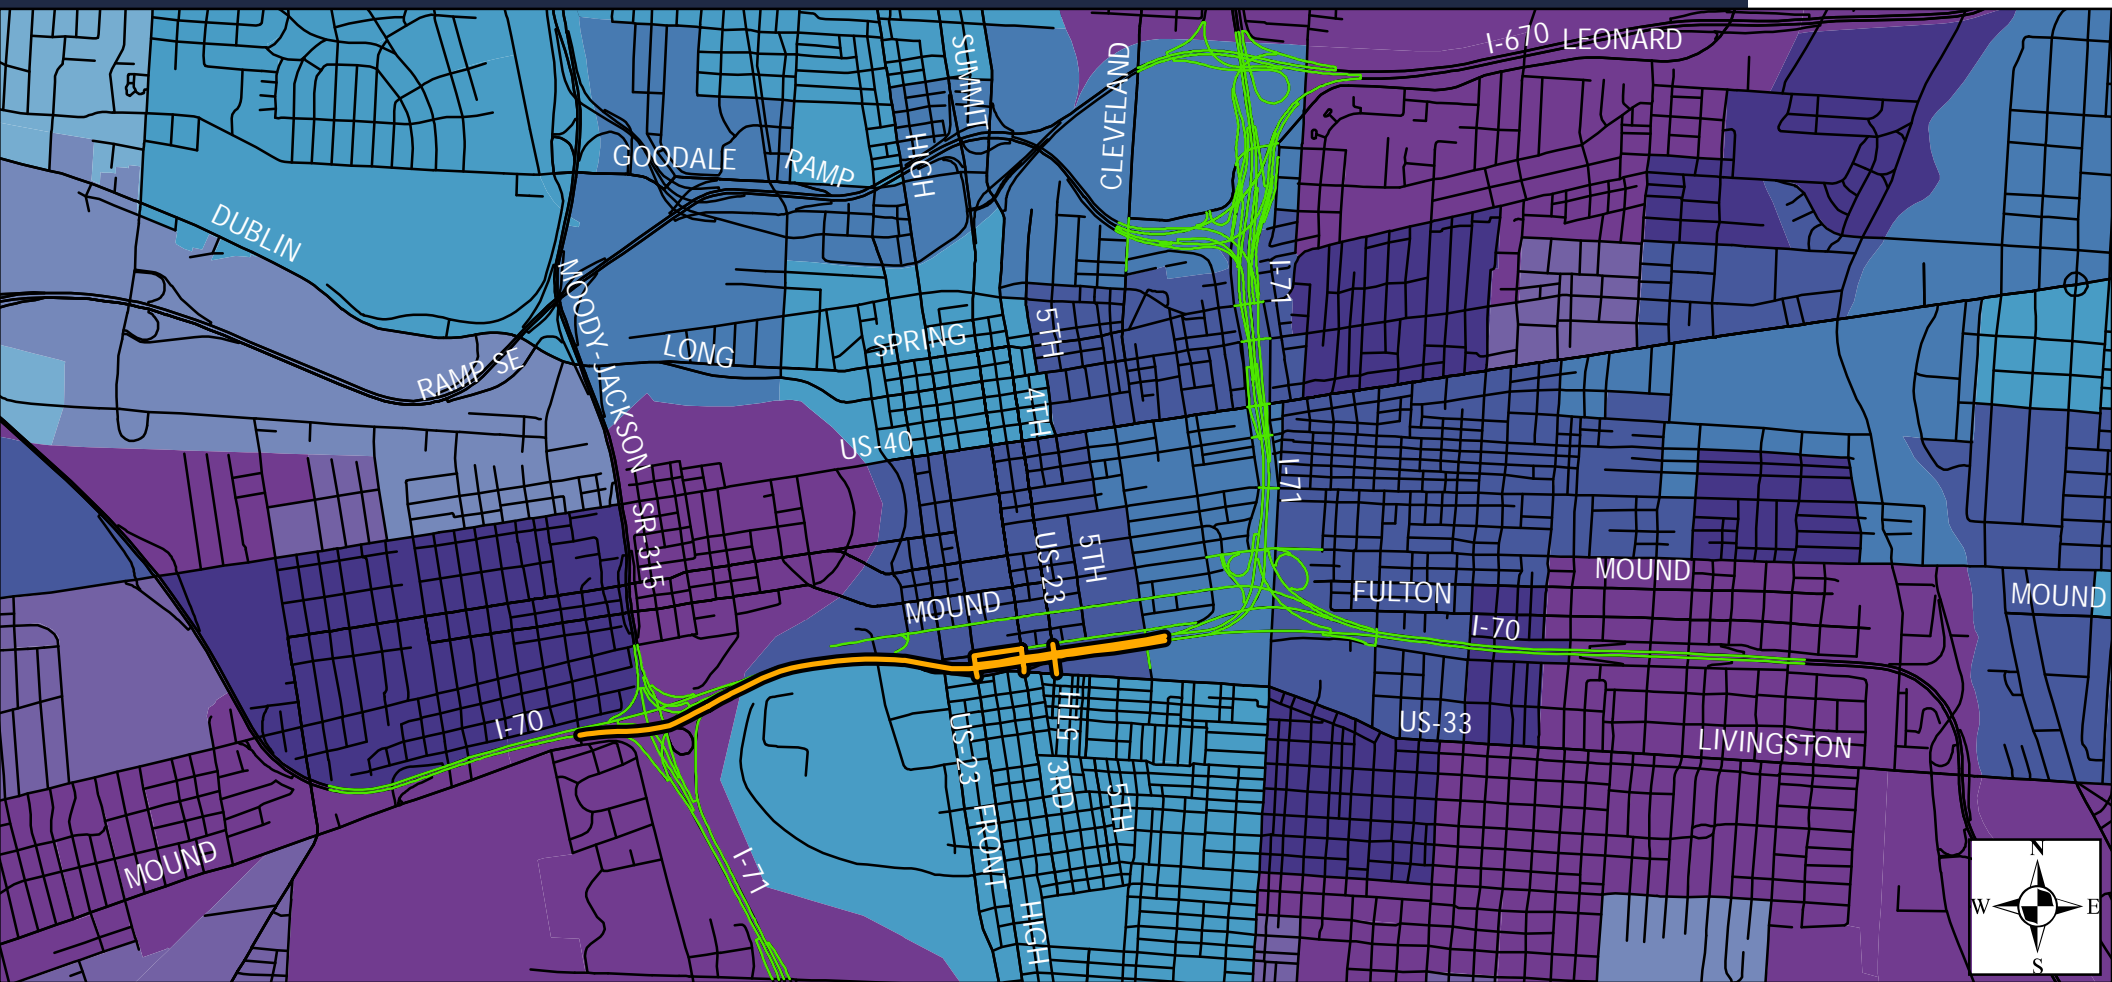 I-670 LEONARD
SUMMIT
CLEVELAND
HIGH
GOODALE
RAMP
DUBLIN
MOODY-JACKSON
I-71
5TH
SPRING
LONG
RAMP SE
4TH
US-40
I-71
SR-315
US-23
5TH
MOUND
FULTON
MOUND
MOUND
I-70
I-70
US-23
5TH
US-33
LIVINGSTON
3RD
5TH
FRONT
MOUND
I-71
HIGH
N
W
E
S